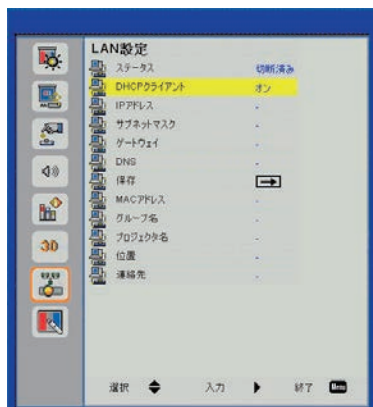 LAN設定
ステータス 切断済み
DHCPクライアント オン
IPアドレス -
サブネットマスク -
ゲートウェイ -
DNS -
保存
MACアドレス -
グループ名 -
プロジェクタ名 -
位置 -
連絡先 -
3D
選択 入力 終了 Menu